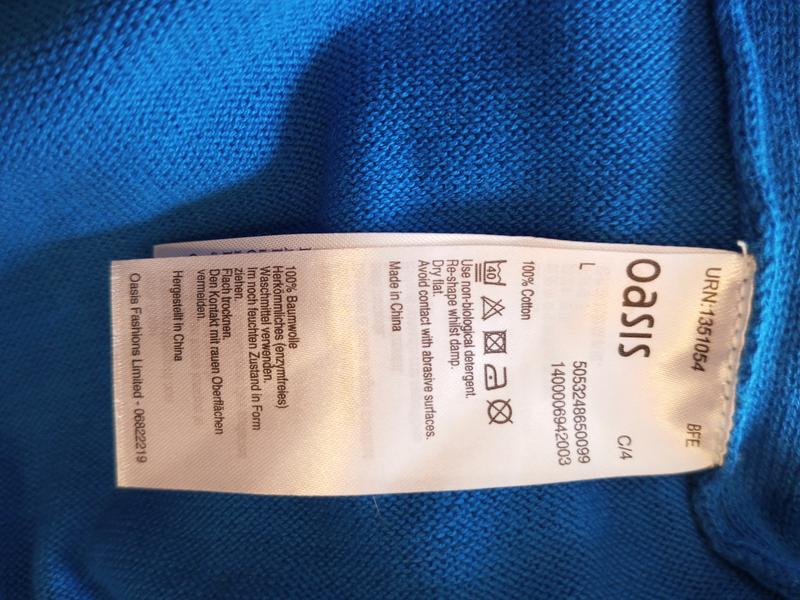 URN:1351054 BFE
oasis C/4
L 5053248650099
1400006942003
100% Cotton
40
Use non-biological detergent.
Re-shape whilst damp.
Dry flat.
Avoid contact with abrasive surfaces.
Made in China
100% Baumwolle
Herkömmliches (enzymfreies)
Waschmittel verwenden.
Im noch feuchten Zustand in Form
ziehen.
Flach trocknen.
Den Kontakt mit rauen Oberflächen
vermeiden.
Hergestellt in China
Oasis Fashions Limited - 06822219